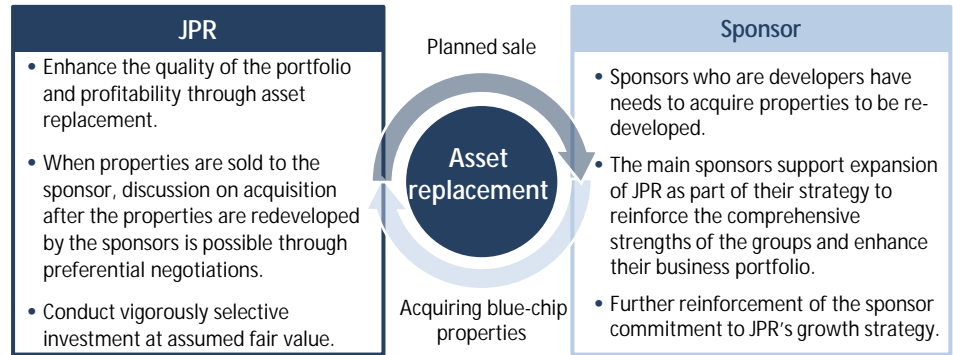 JPR
• Enhance the quality of the portfolio
and profitability through asset
replacement.
• When properties are sold to the
sponsor, discussion on acquisition
after the properties are redeveloped
by the sponsors is possible through
preferential negotiations.
• Conduct vigorously selective
investment at assumed fair value.
Planned sale
Asset
replacement
Acquiring blue-chip
properties
Sponsor
• Sponsors who are developers have
needs to acquire properties to be re-
developed.
• The main sponsors support expansion
of JPR as part of their strategy to
reinforce the comprehensive
strengths of the groups and enhance
their business portfolio.
• Further reinforcement of the sponsor
commitment to JPR's growth strategy.